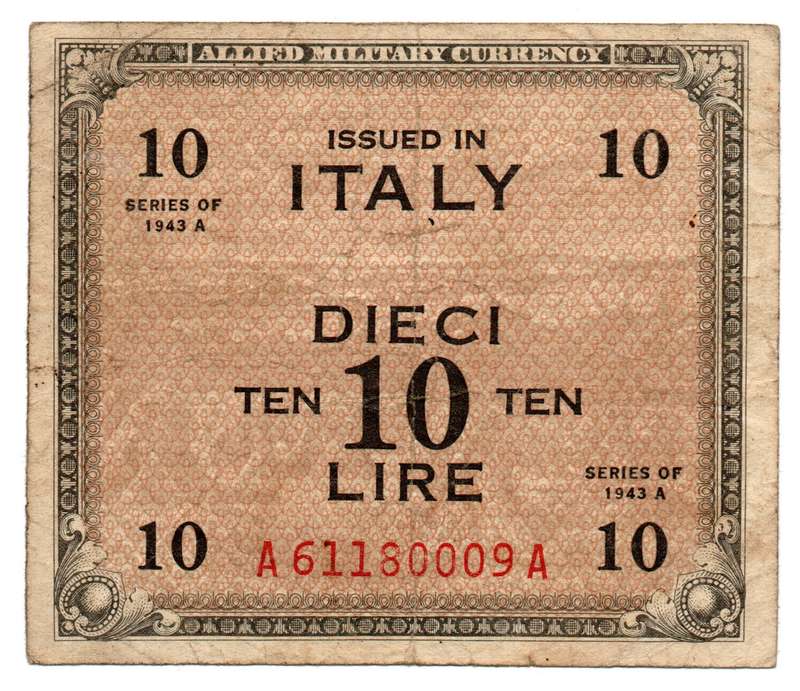 ALLIED MILITARY CURRENCY
10 ISSUED IN 10
ITALY
SERIES OF
1943 A
DIECI
TEN 10 TEN
LIRE
SERIES OF
1943 A
10 A61180009A 10